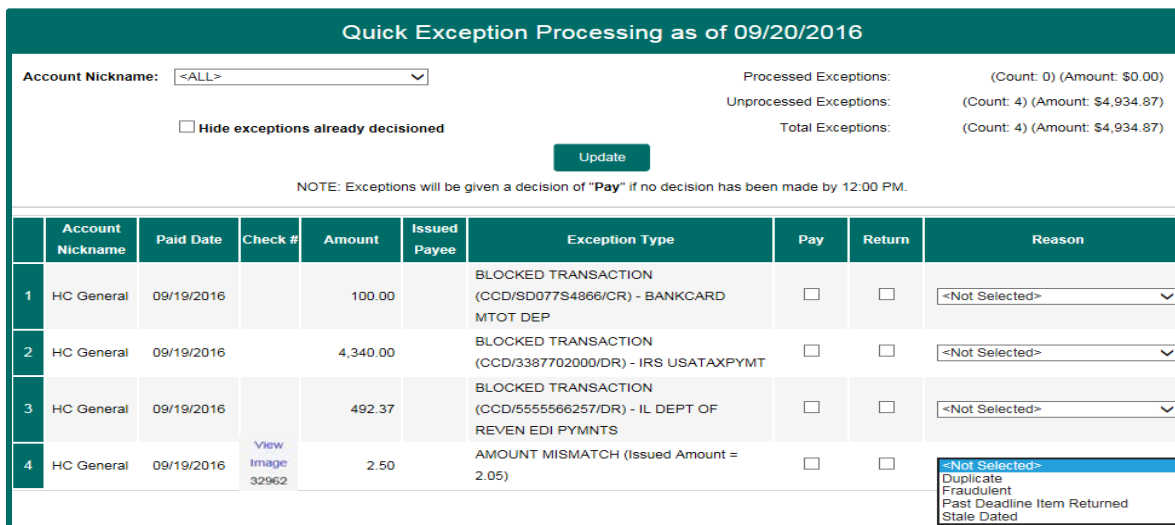 Quick Exception Processing as of 09/20/2016
Account Nickname: <ALL> Processed Exceptions: (Count: 0) (Amount: $0.00)
Unprocessed Exceptions: (Count: 4) (Amount: $4,934.87)
Hide exceptions already decisioned Total Exceptions: (Count: 4) (Amount: $4,934.87)
Update
NOTE: Exceptions will be given a decision of "Pay" if no decision has been made by 12:00 PM.
Account Nickname Paid Date Check # Amount Issued Payee Exception Type Pay Return Reason
1 HC General 09/19/2016 100.00 BLOCKED TRANSACTION (CCD/SD077S4866/CR) - BANKCARD MTOT DEP <Not Selected>
2 HC General 09/19/2016 4,340.00 BLOCKED TRANSACTION (CCD/3387702000/DR) - IRS USATAXPYMT <Not Selected>
3 HC General 09/19/2016 492.37 BLOCKED TRANSACTION (CCD/5555566257/DR) - IL DEPT OF REVEN EDI PYMNTS <Not Selected>
4 HC General 09/19/2016 View Image 32962 2.50 AMOUNT MISMATCH (Issued Amount = 2.05) <Not Selected>
Duplicate
Fraudulent
Past Deadline Item Returned
Stale Dated